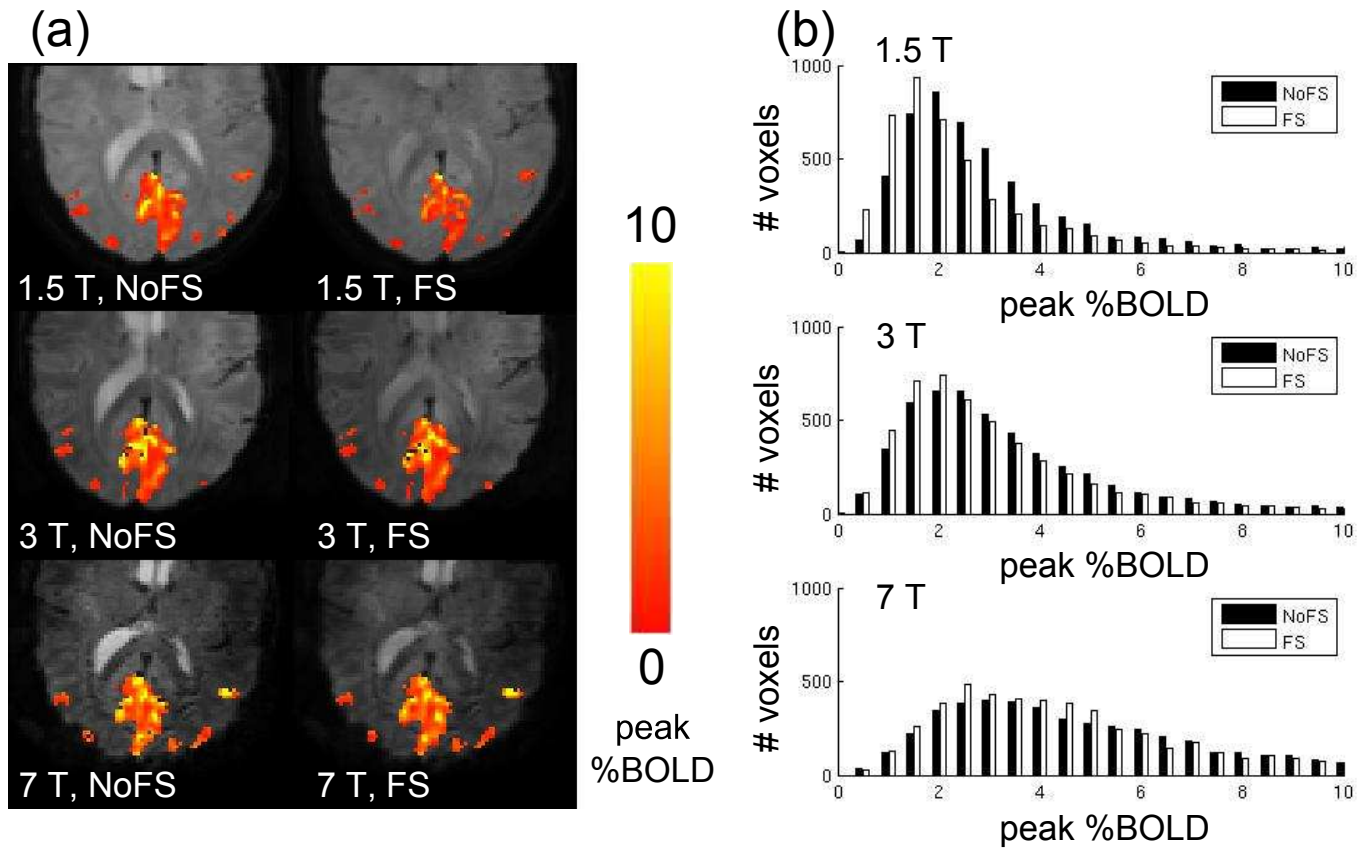 (a)
1.5 T, NoFS
1.5 T, FS
3 T, NoFS
3 T, FS
7 T, NoFS
7 T, FS
10
0
peak
%BOLD
(b)
1.5 T
1000
500
0
# voxels
NoFS
FS
0 2 4 6 8 10
peak %BOLD
3 T
1000
500
0
# voxels
NoFS
FS
0 2 4 6 8 10
peak %BOLD
7 T
1000
500
0
# voxels
NoFS
FS
0 2 4 6 8 10
peak %BOLD